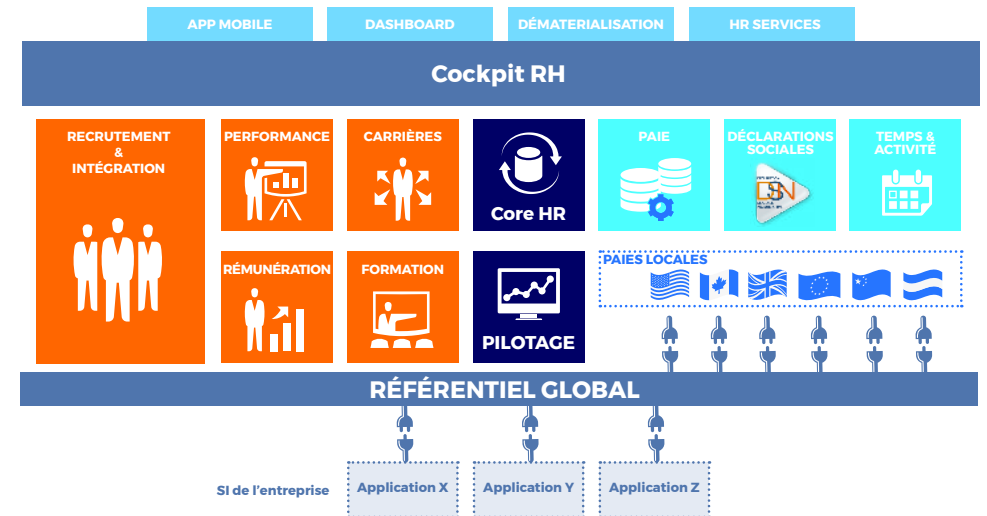 APP MOBILE
DASHBOARD
DÉMATERIALISATION
HR SERVICES
Cockpit RH
RECRUTEMENT
&
INTÉGRATION
PERFORMANCE
CARRIÈRES
Core HR
PAIE
DÉCLARATIONS
SOCIALES
DSN
TEMPS &
ACTIVITÉ
RÉMUNÉRATION
FORMATION
PILOTAGE
PAIES LOCALES
RÉFÉRENTIEL GLOBAL
SI de l'entreprise
Application X
Application Y
Application Z